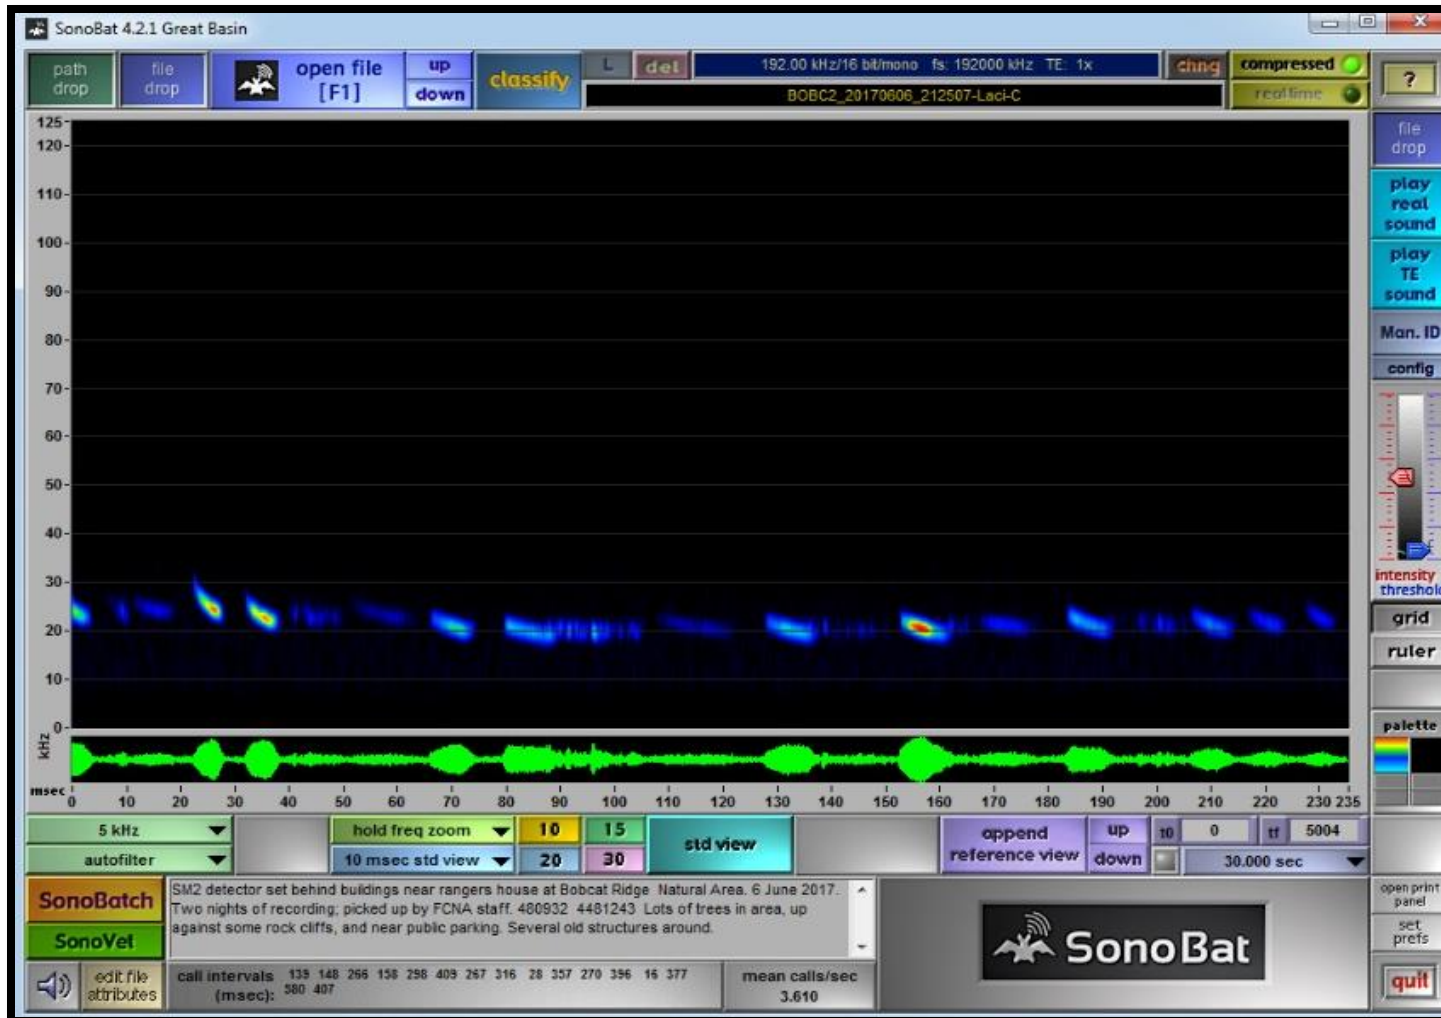 SonoBat 4.2.1 Great Basin
path drop
file drop
open file [F1]
up
down
classify
L
del
192.00 kHz/16 bit/mono fs: 192000 kHz TE: 1x
chng
compressed
real time
BOBC2_20170606_212507-Laci-C
?
file drop
play real sound
play TE sound
Man. ID
config
intensity
threshold
grid
ruler
palette
125
120
110
100
90
80
70
60
50
40
30
20
10
0
kHz
msec
0 10 20 30 40 50 60 70 80 90 100 110 120 130 140 150 160 170 180 190 200 210 220 230 235
5 kHz
autofilter
hold freq zoom
10 msec std view
10 15
20 30
std view
append reference view
up
down
t0 0 tf 5004
30.000 sec
SonoBatch
SonoVet
SM2 detector set behind buildings near rangers house at Bobcat Ridge Natural Area. 6 June 2017.
Two nights of recording; picked up by FCNA staff. 480932 4481243 Lots of trees in area, up
against some rock cliffs, and near public parking. Several old structures around.
edit file attributes
call intervals (msec): 139 148 266 158 298 409 267 316 28 357 270 396 16 377
580 407
mean calls/sec
3.610
SonoBat
open print panel
set prefs
quit